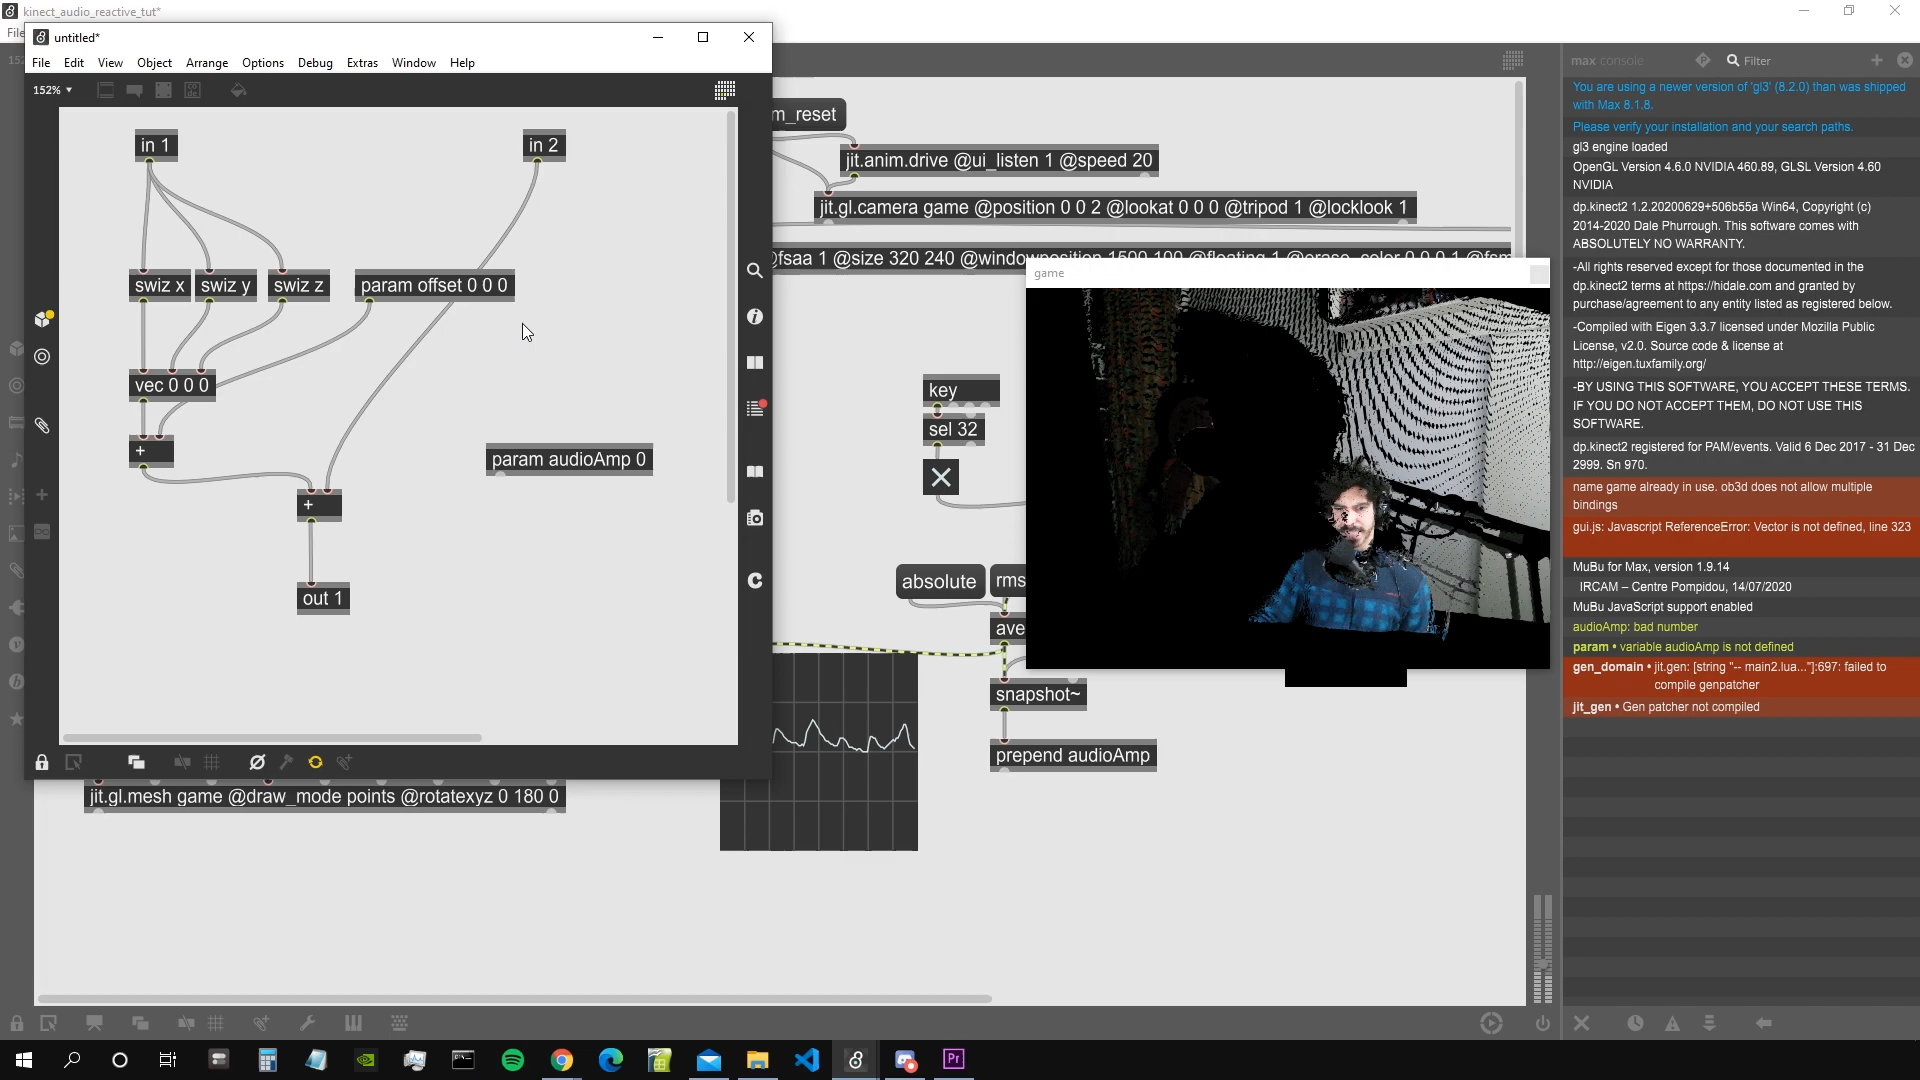 kinect_audio_reactive_tut*
untitled*
File Edit View Object Arrange Options Debug Extras Window Help
152%
in 1
in 2
swiz x
swiz y
swiz z
param offset 0 0 0
vec 0 0 0
+
param audioAmp 0
+
out 1
m_reset
jit.anim.drive @ui_listen 1 @speed 20
jit.gl.camera game @position 0 0 2 @lookat 0 0 0 @tripod 1 @locklook 1
@fsaa 1 @size 320 240 @windowposition 1500 100 @floating 1 @erase_color 0 0 0 1 @fsm
game
key
sel 32
absolute
rms
ave
snapshot~
prepend audioAmp
jit.gl.mesh game @draw_mode points @rotatexyz 0 180 0
max console
Filter
You are using a newer version of 'gl3' (8.2.0) than was shipped
with Max 8.1.8.
Please verify your installation and your search paths.
gl3 engine loaded
OpenGL Version 4.6.0 NVIDIA 460.89, GLSL Version 4.60
NVIDIA
dp.kinect2 1.2.20200629+506b55a Win64, Copyright (c)
2014-2020 Dale Phurrough. This software comes with
ABSOLUTELY NO WARRANTY.
-All rights reserved except for those documented in the
dp.kinect2 terms at https://hidale.com and granted by
purchase/agreement to any entity listed as registered below.
-Compiled with Eigen 3.3.7 licensed under Mozilla Public
License, v2.0. Source code & license at
http://eigen.tuxfamily.org/
-BY USING THIS SOFTWARE, YOU ACCEPT THESE TERMS.
IF YOU DO NOT ACCEPT THEM, DO NOT USE THIS
SOFTWARE.
dp.kinect2 registered for PAM/events. Valid 6 Dec 2017 - 31 Dec
2999. Sn 970.
name game already in use. ob3d does not allow multiple
bindings
gui.js: Javascript ReferenceError: Vector is not defined, line 323
MuBu for Max, version 1.9.14
IRCAM – Centre Pompidou, 14/07/2020
MuBu JavaScript support enabled
audioAmp: bad number
param • variable audioAmp is not defined
gen_domain • jit.gen: [string "-- main2.lua..."]:697: failed to
compile genpatcher
jit_gen • Gen patcher not compiled
Pr